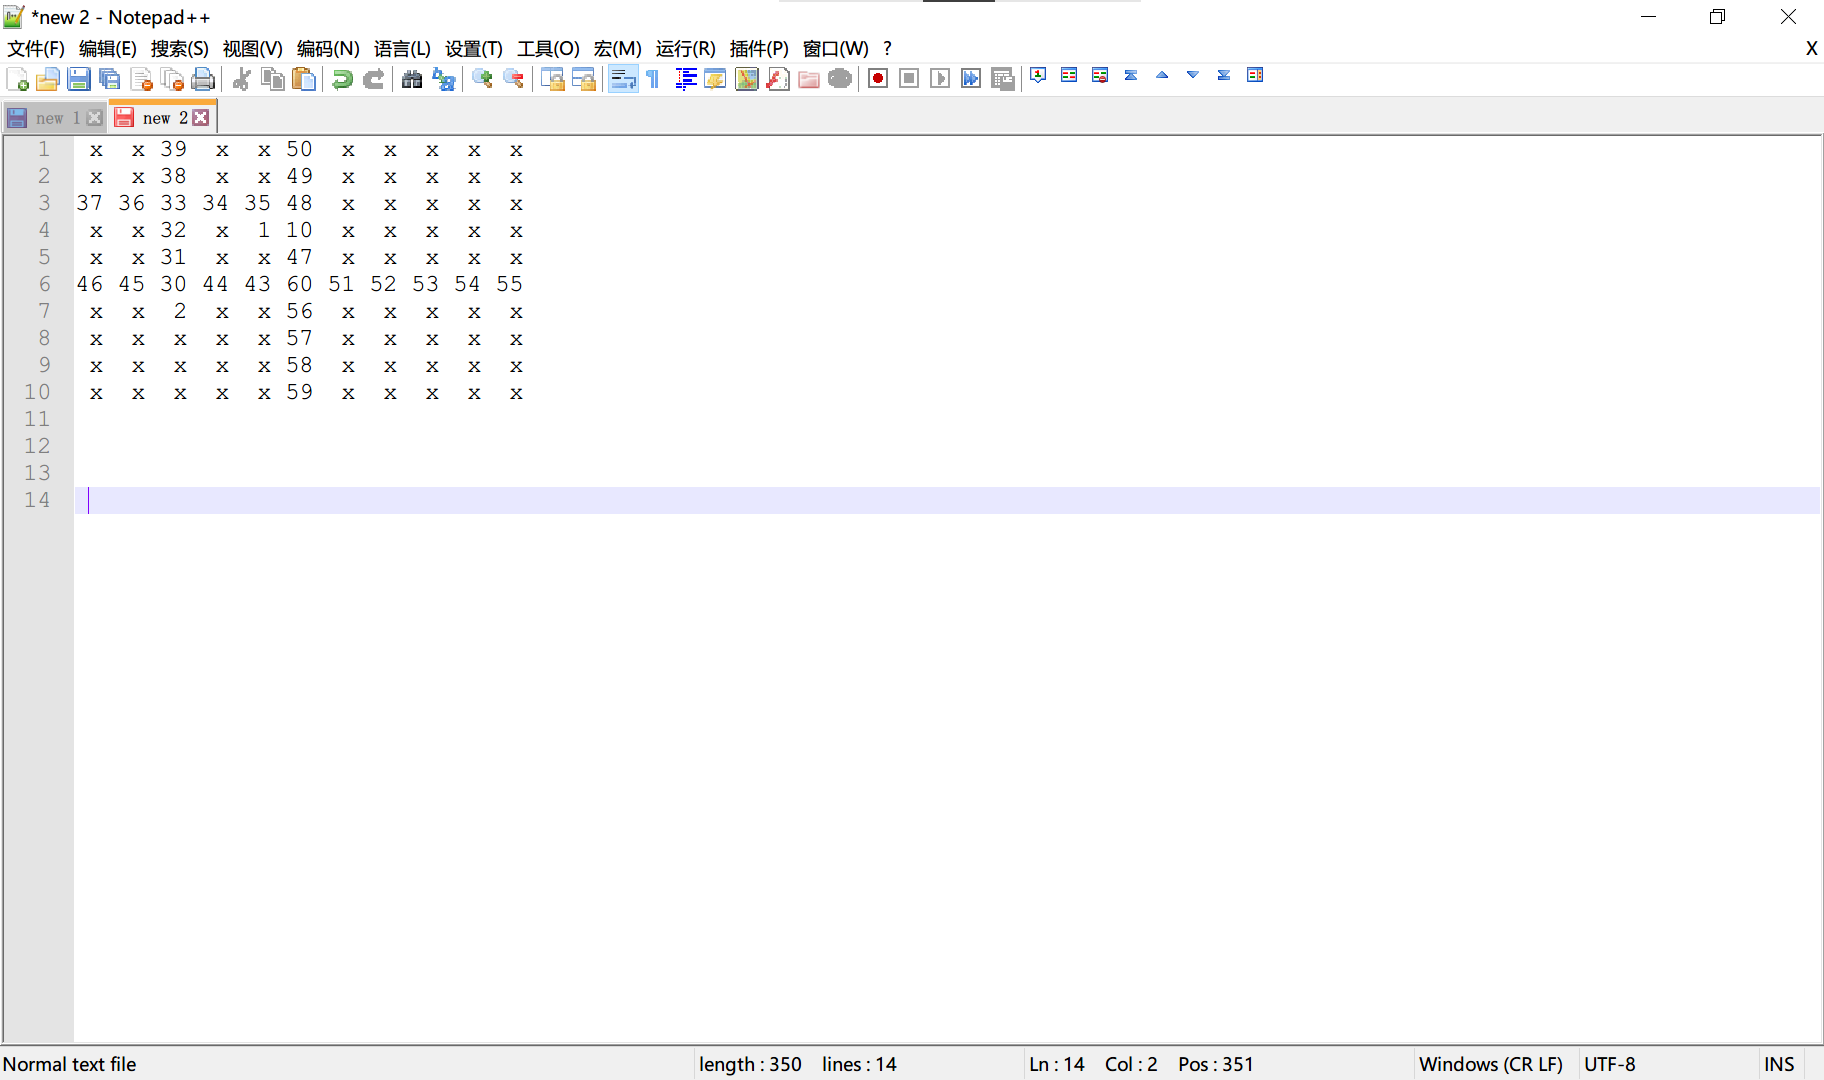 *new 2 - Notepad++
文件(F) 编辑(E) 搜索(S) 视图(V) 编码(N) 语言(L) 设置(T) 工具(O) 宏(M) 运行(R) 插件(P) 窗口(W) ? X
new 1 new 2
1 x x 39 x x 50 x x x x x
2 x x 38 x x 49 x x x x x
3 37 36 33 34 35 48 x x x x x
4 x x 32 x 1 10 x x x x x
5 x x 31 x x 47 x x x x x
6 46 45 30 44 43 60 51 52 53 54 55
7 x x 2 x x 56 x x x x x
8 x x x x x 57 x x x x x
9 x x x x x 58 x x x x x
10 x x x x x 59 x x x x x
11
12
13
14
Normal text file length : 350 lines : 14 Ln : 14 Col : 2 Pos : 351 Windows (CR LF) UTF-8 INS